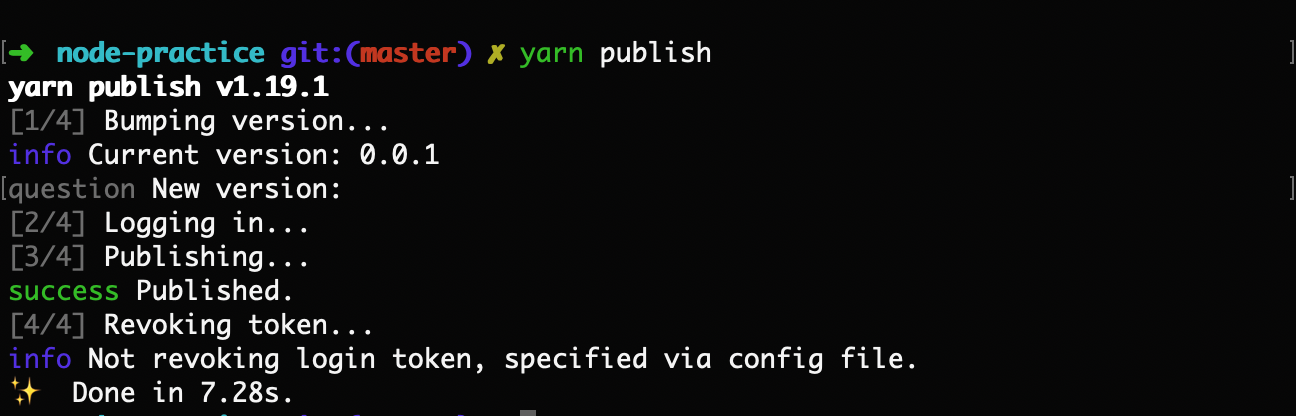 ➜ node-practice git:(master) ✗ yarn publish
yarn publish v1.19.1
[1/4] Bumping version...
info Current version: 0.0.1
question New version:
[2/4] Logging in...
[3/4] Publishing...
success Published.
[4/4] Revoking token...
info Not revoking login token, specified via config file.
✨ Done in 7.28s.